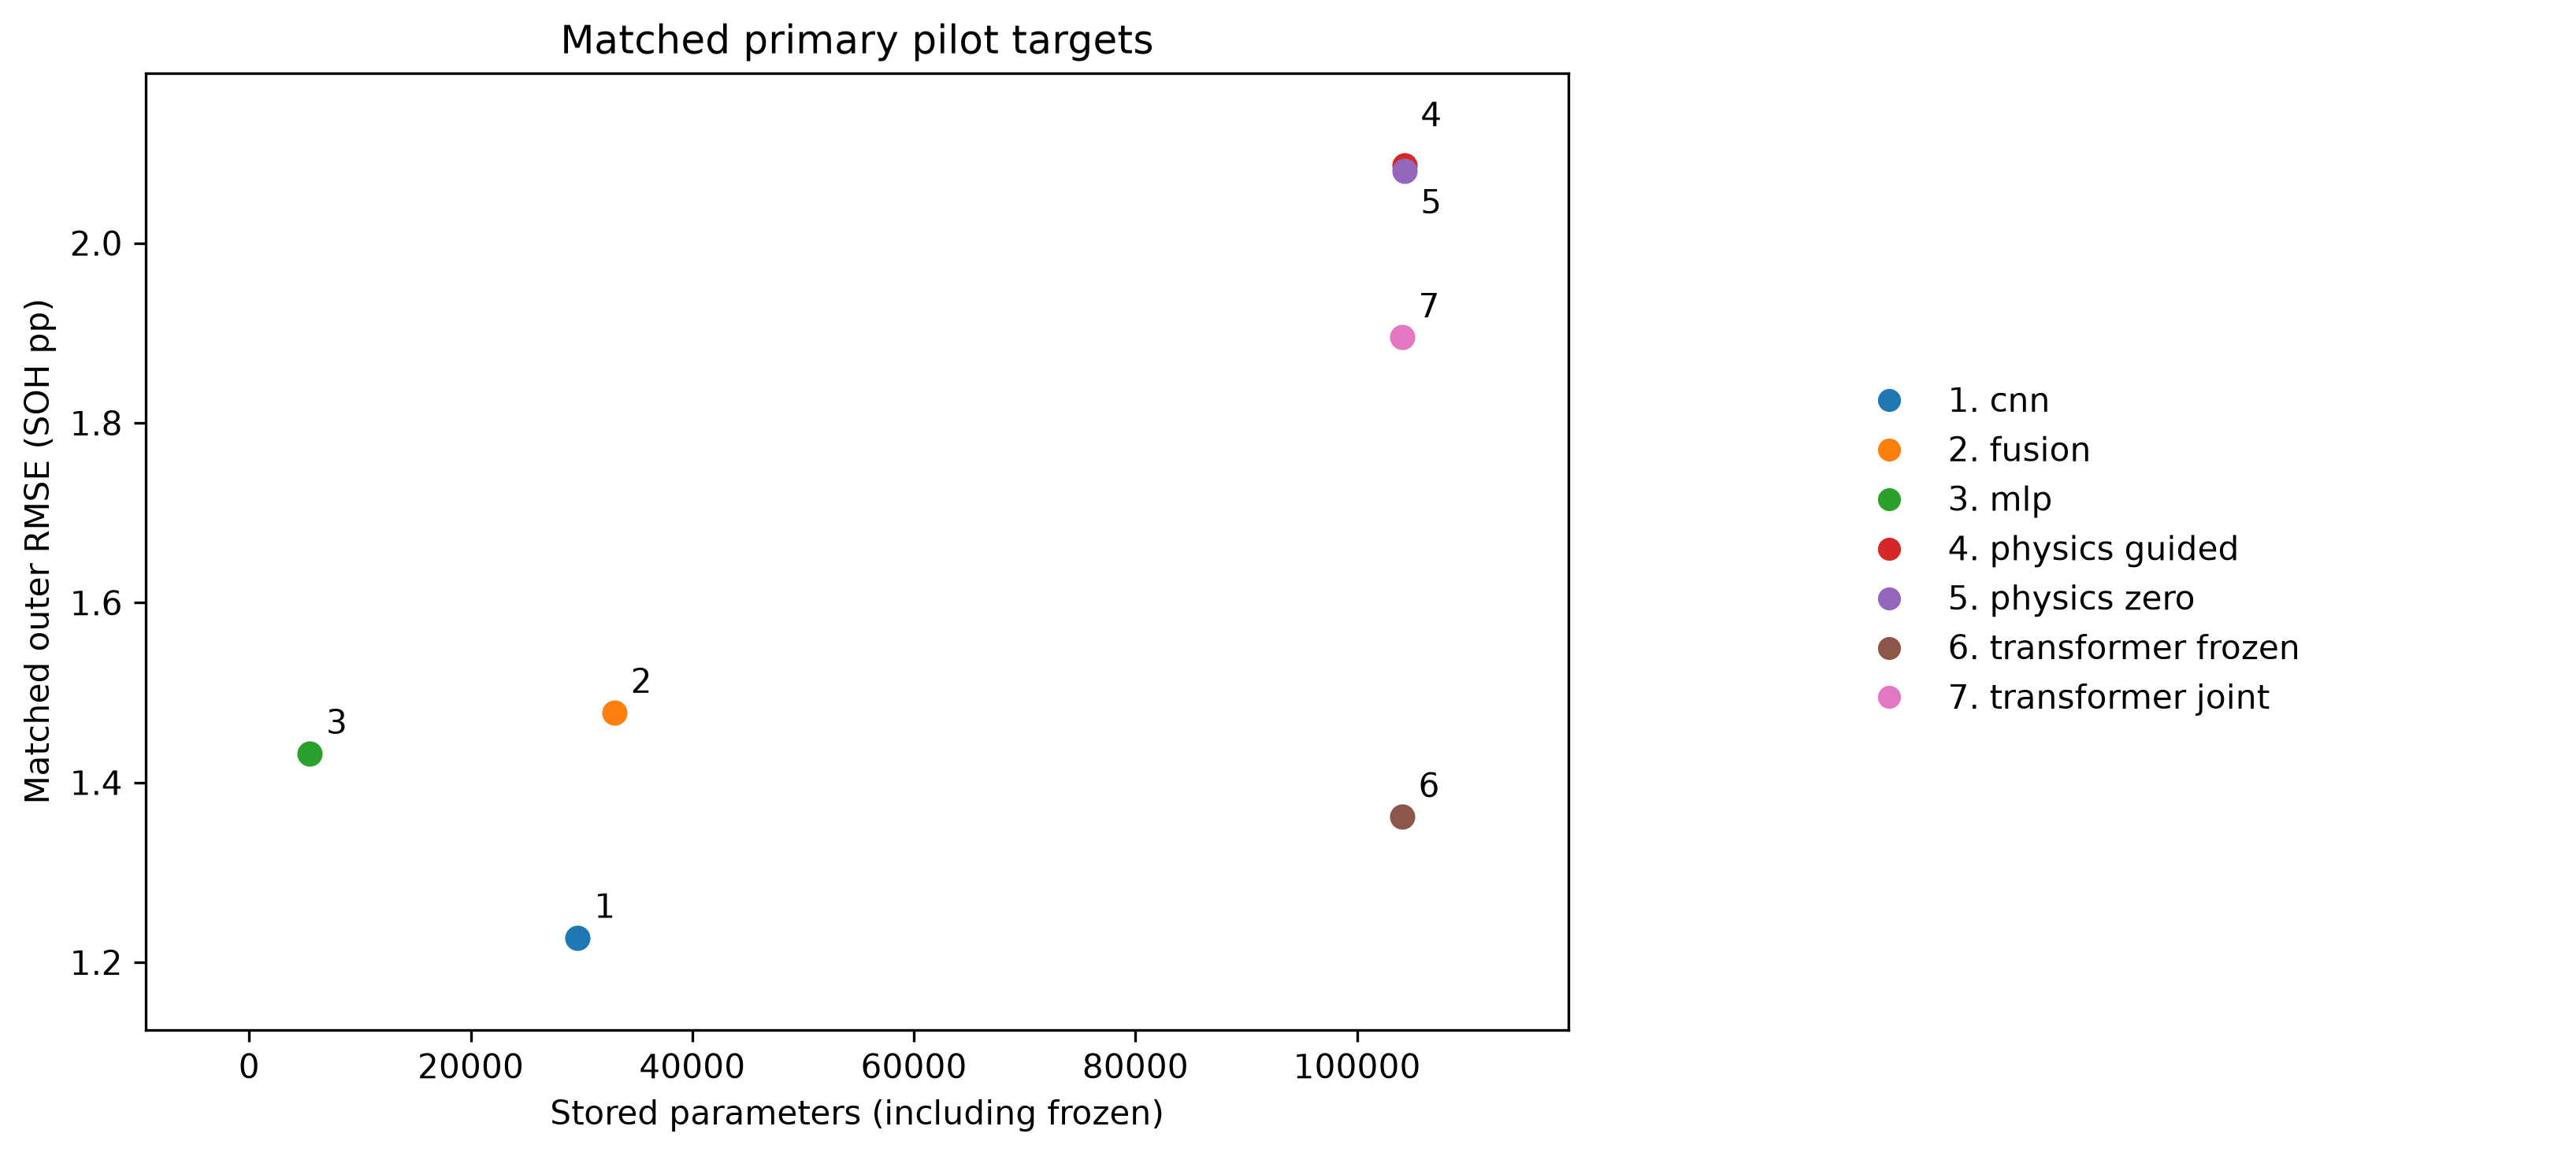 Matched primary pilot targets
Matched outer RMSE (SOH pp)
2.0
1.8
1.6
1.4
1.2
4
5
7
2
3
6
1
0 20000 40000 60000 80000 100000
Stored parameters (including frozen)
1. cnn
2. fusion
3. mlp
4. physics guided
5. physics zero
6. transformer frozen
7. transformer joint